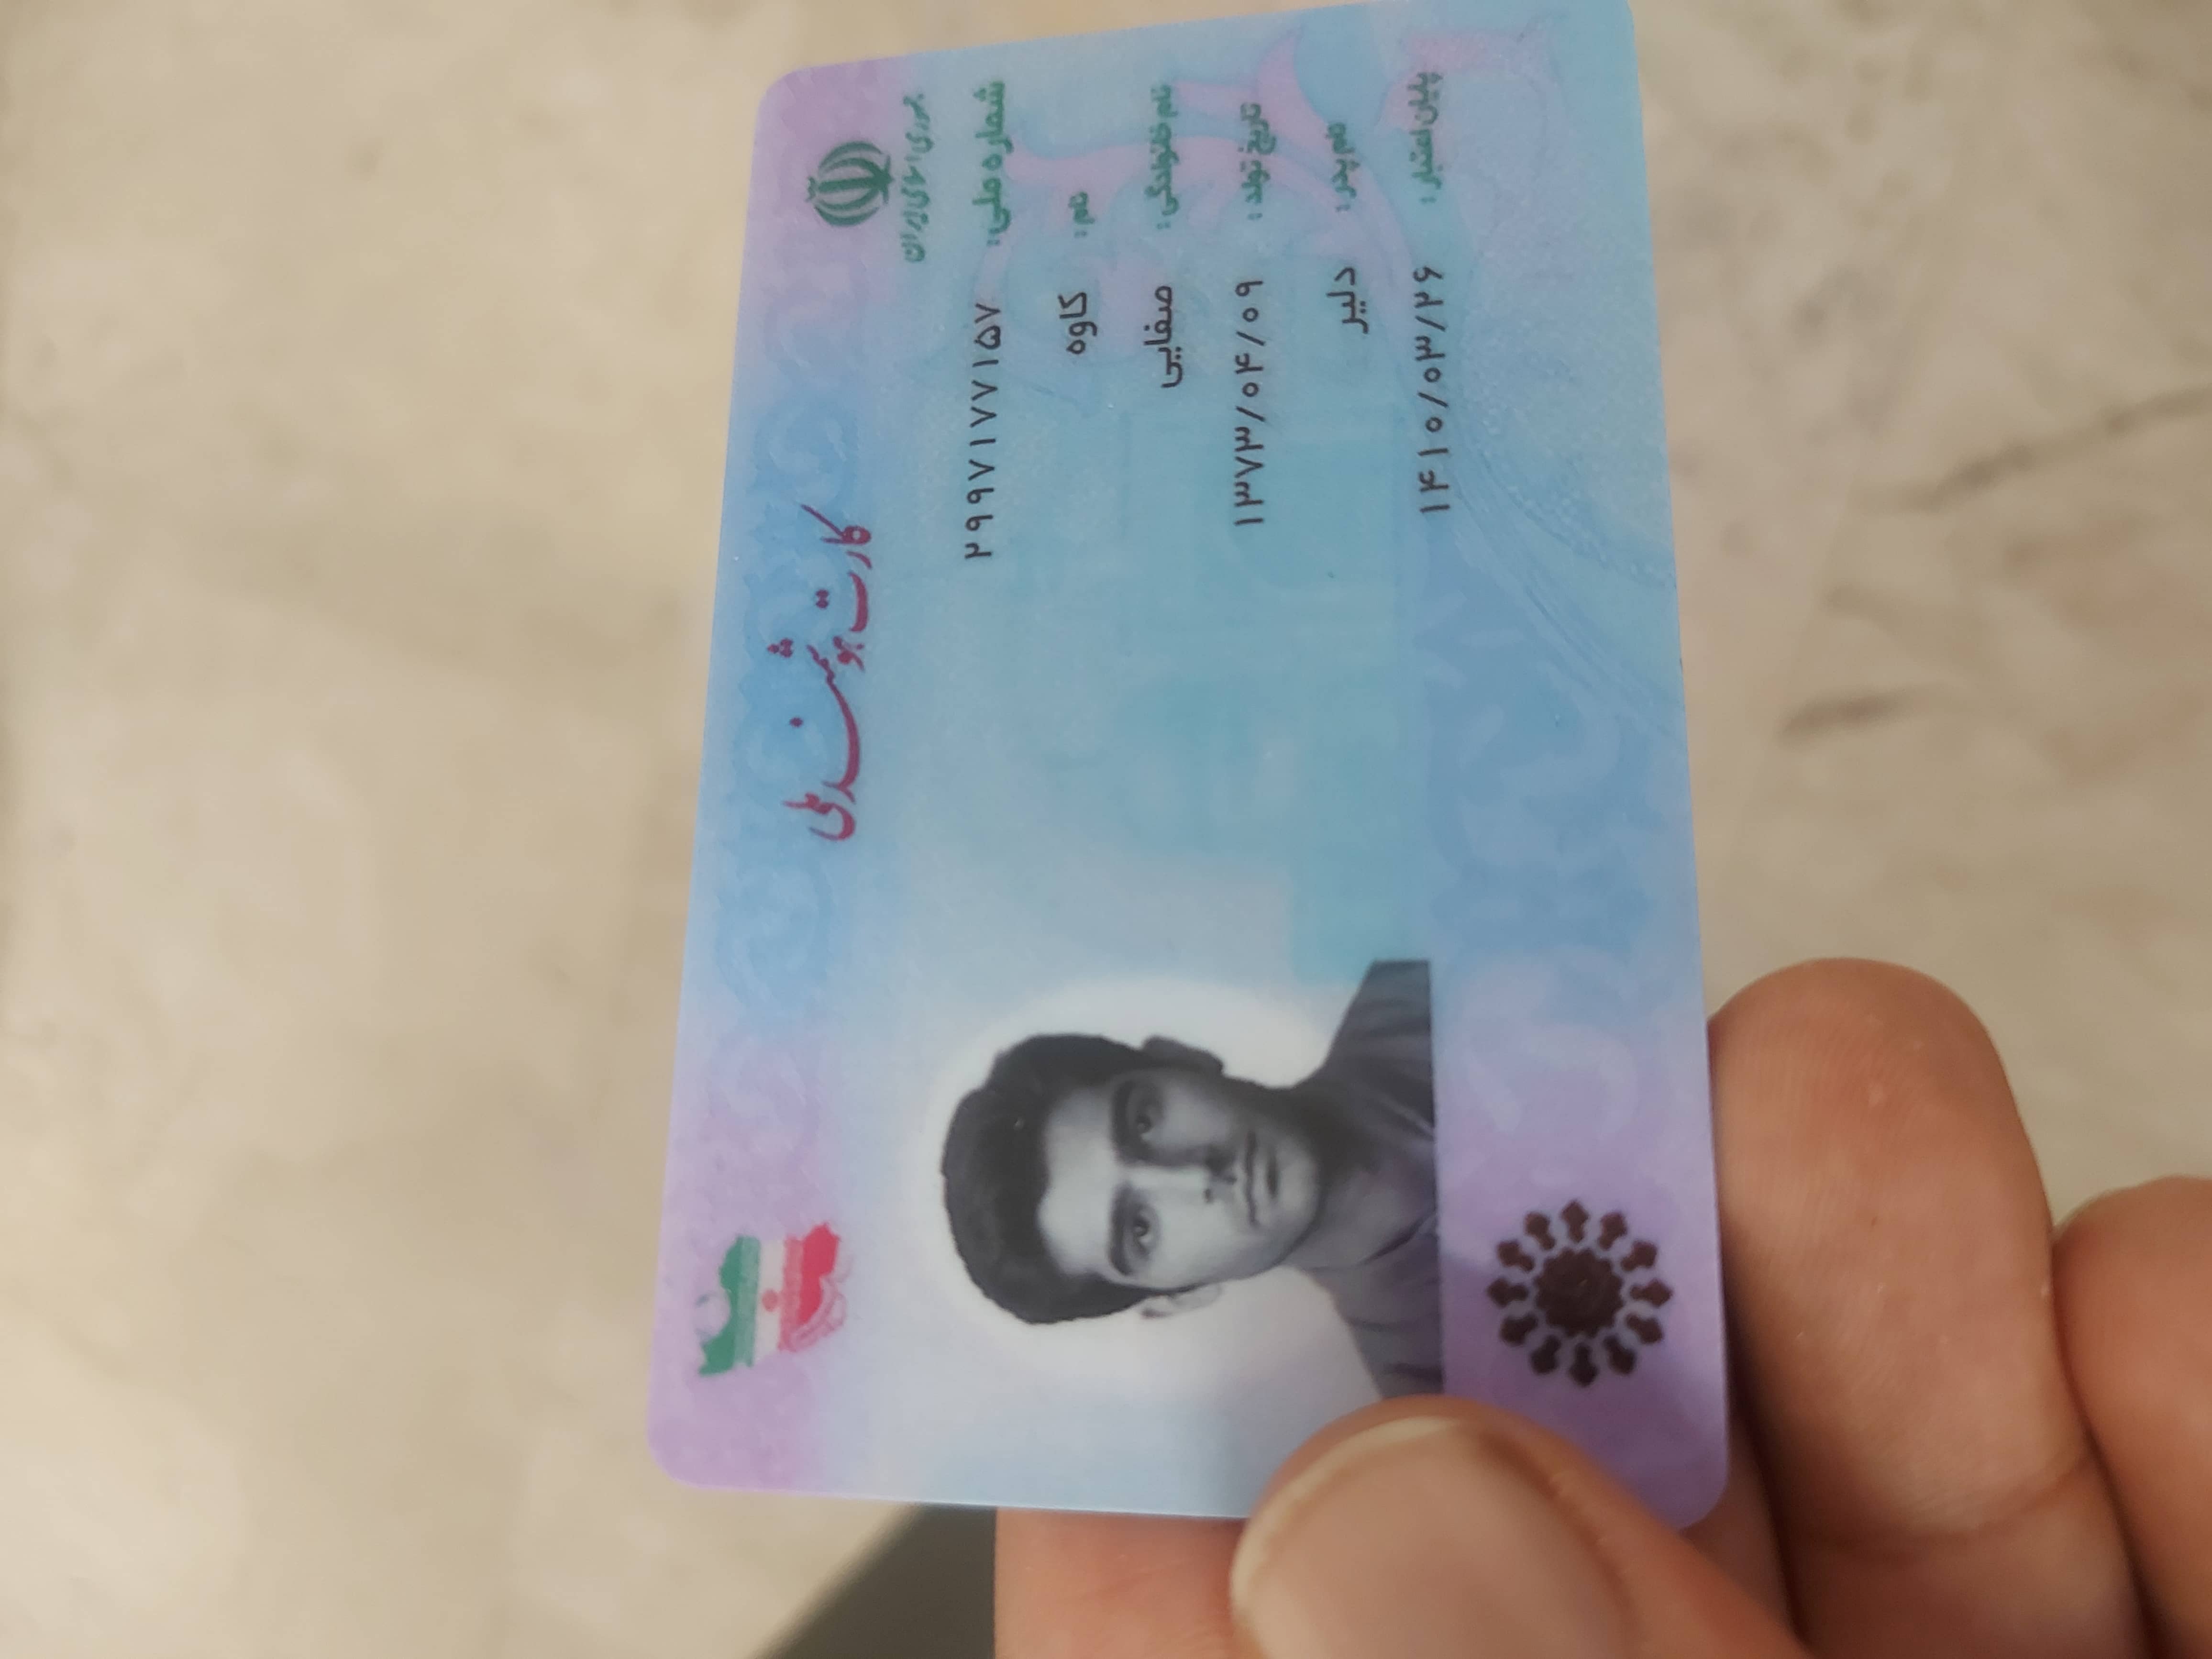 جمهوری اسلامی ایران
کارت هوشمند ملی
شماره ملی: ۲۹۹۷۱۷۷۱۵۷
نام: کاوه
نام خانوادگی: صفایی
تاریخ تولد: ۱۳۷۳/۰۴/۰۹
نام پدر: دلیر
پایان اعتبار: ۱۴۱۰/۰۳/۲۶